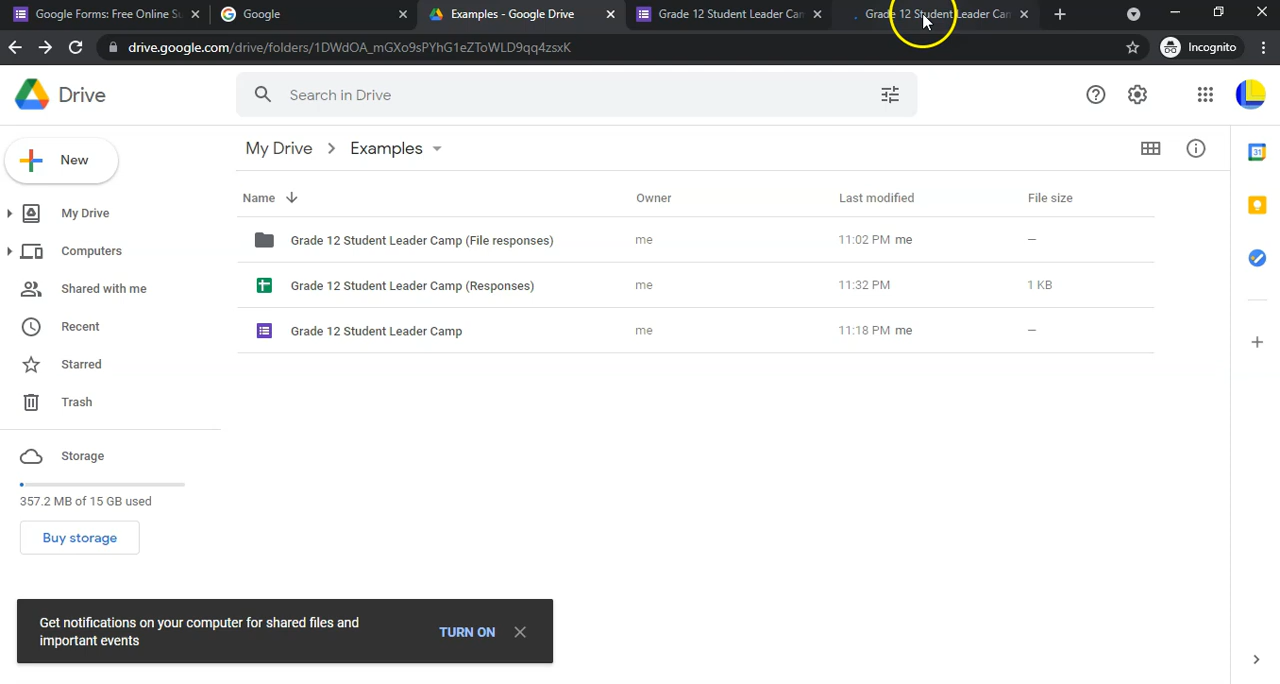 Google Forms: Free Online Su
Google
Examples - Google Drive
Grade 12 Student Leader Cam
Grade 12 Student Leader Cam
drive.google.com/drive/folders/1DWdOA_mGXo9sPYhG1eZToWLD9qq4zsxK
Incognito
Drive
Search in Drive
New
My Drive
Computers
Shared with me
Recent
Starred
Trash
Storage
357.2 MB of 15 GB used
Buy storage
My Drive > Examples
Name Owner Last modified File size
Grade 12 Student Leader Camp (File responses) me 11:02 PM me –
Grade 12 Student Leader Camp (Responses) me 11:32 PM 1 KB
Grade 12 Student Leader Camp me 11:18 PM me –
31
Get notifications on your computer for shared files and
important events
TURN ON